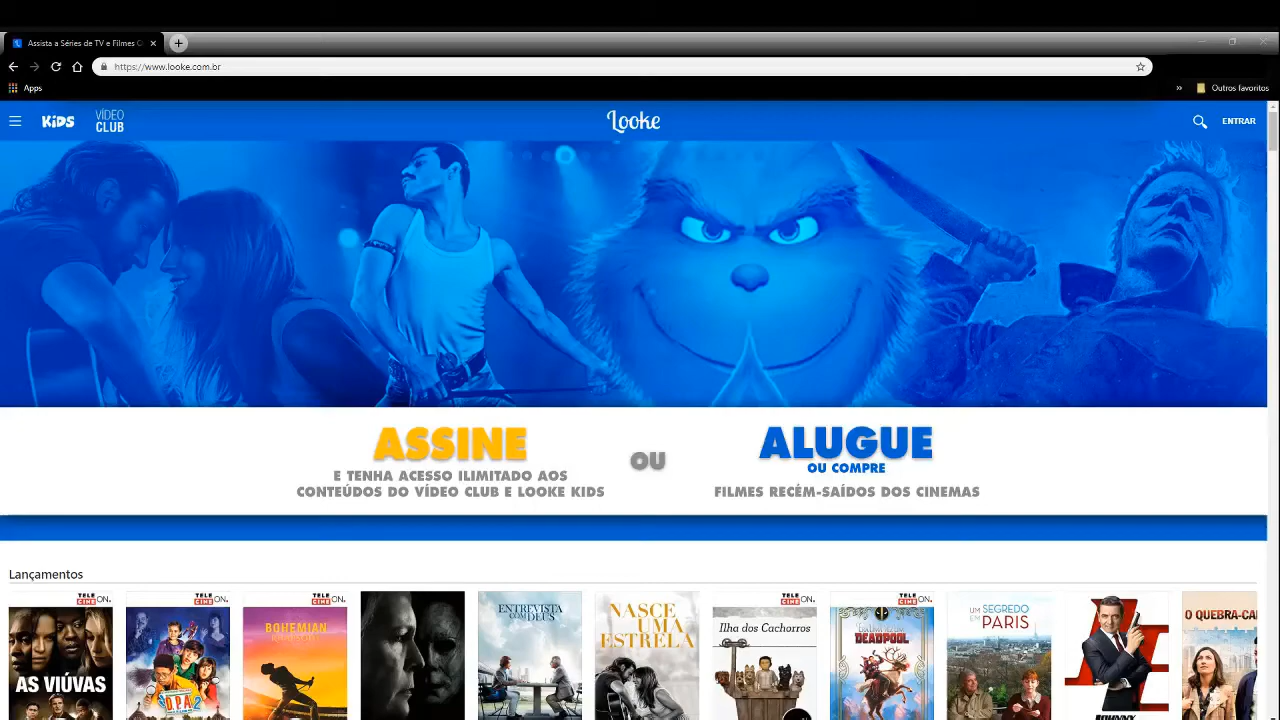 Assista a Séries de TV e Filmes
https://www.looke.com.br
Apps
Outros favoritos
KiDS
VÍDEO
CLUB
Looke
ENTRAR
ASSINE
E TENHA ACESSO ILIMITADO AOS
CONTEÚDOS DO VÍDEO CLUB E LOOKE KIDS
OU
ALUGUE
OU COMPRE
FILMES RECÉM-SAÍDOS DOS CINEMAS
Lançamentos
TELE
CINE ON.
AS VIÚVAS
TELE
CINE ON.
D.P.A 2
TELE
CINE ON.
BOHEMIAN
ENTREVISTA
COM DEUS
NASCE
UMA
ESTRELA
TELE
CINE ON.
Ilha dos Cachorros
TELE
CINE ON.
DEADPOOL
UM SEGREDO
EM PARIS
JOHNNY
O QUEBRA-CA